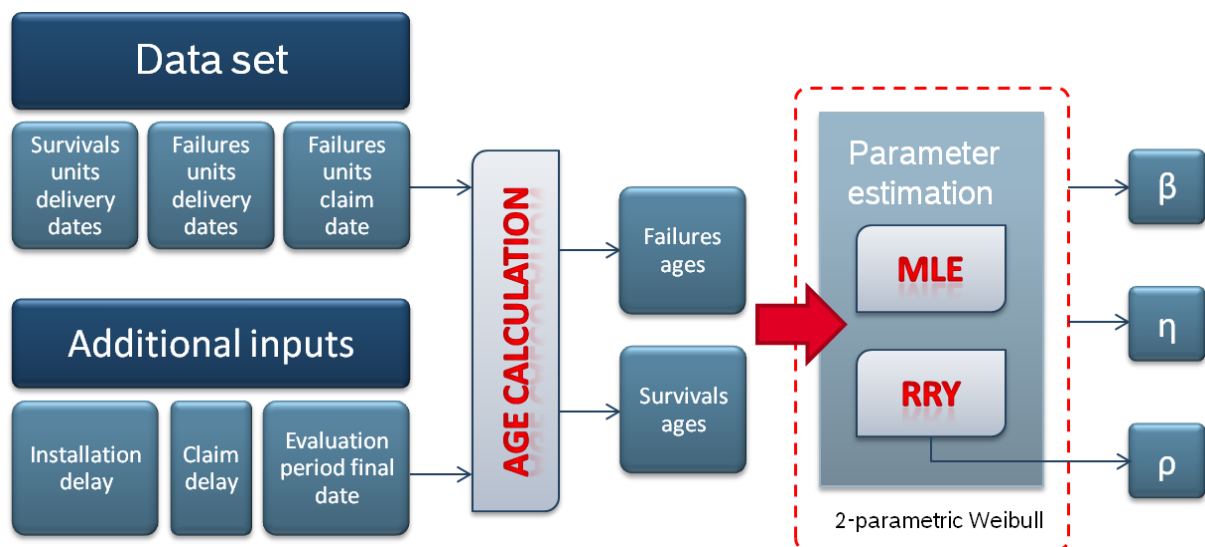 Data set
Survivals
units
delivery
dates
Failures
units
delivery
dates
Failures
units
claim
date
Additional inputs
Installation
delay
Claim
delay
Evaluation
period final
date
AGE CALCULATION
Failures
ages
Survivals
ages
Parameter
estimation
MLE
RRY
2-parametric Weibull
β
η
ρ